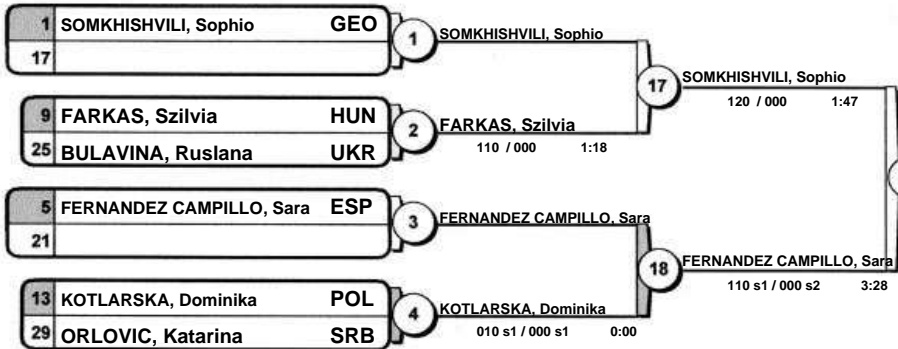 1 SOMKHISHVILI, Sophio GEO
17
1
SOMKHISHVILI, Sophio
9 FARKAS, Szilvia HUN
25 BULAVINA, Ruslana UKR
2
FARKAS, Szilvia
110 / 000 1:18
17
SOMKHISHVILI, Sophio
120 / 000 1:47
5 FERNANDEZ CAMPILLO, Sara ESP
21
3
FERNANDEZ CAMPILLO, Sara
13 KOTLARSKA, Dominika POL
29 ORLOVIC, Katarina SRB
4
KOTLARSKA, Dominika
010 s1 / 000 s1 0:00
18
FERNANDEZ CAMPILLO, Sara
110 s1 / 000 s2 3:28